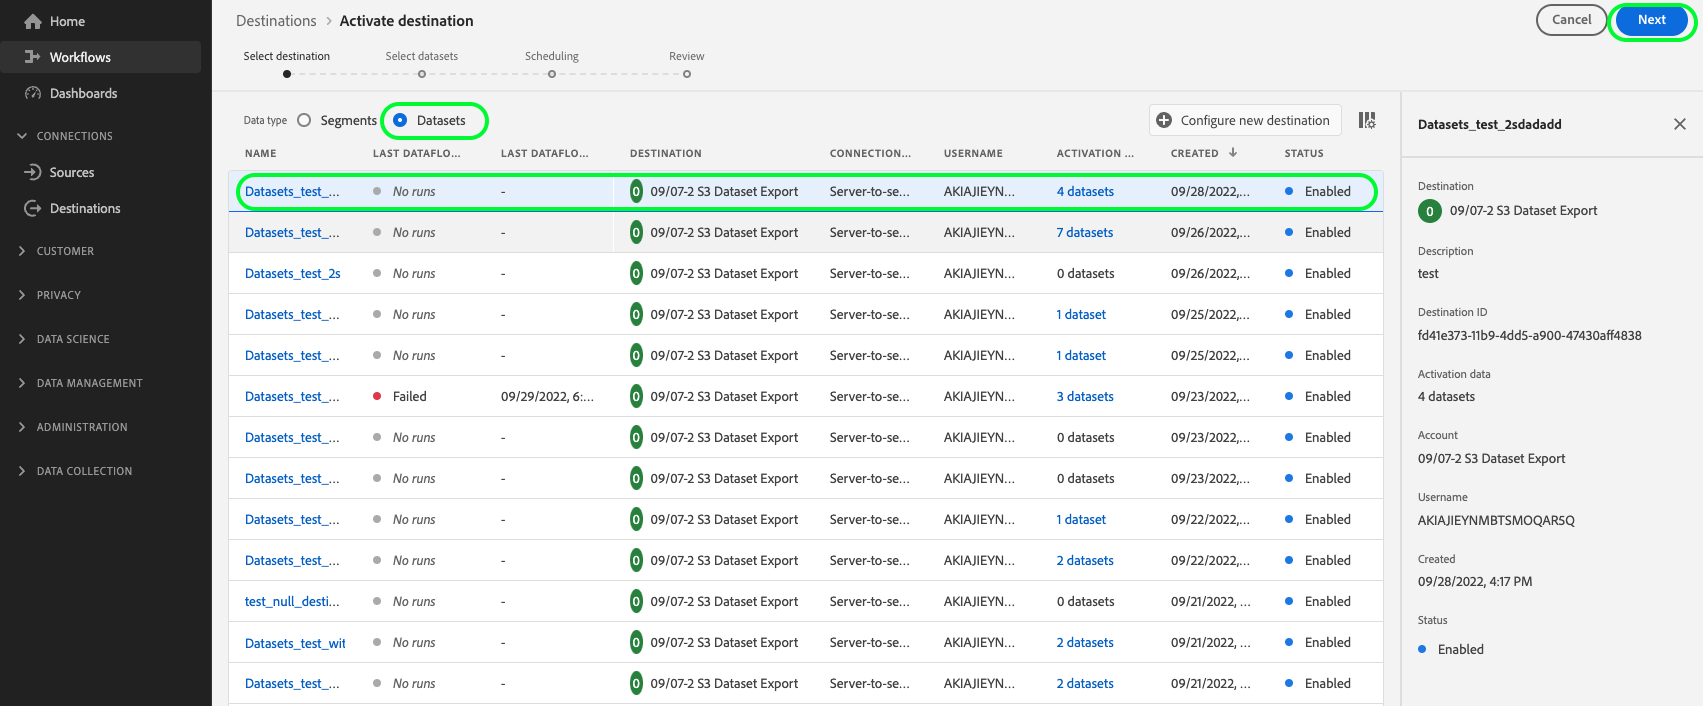 Home
Workflows
Dashboards
CONNECTIONS
Sources
Destinations
CUSTOMER
PRIVACY
DATA SCIENCE
DATA MANAGEMENT
ADMINISTRATION
DATA COLLECTION
Destinations > Activate destination
Cancel Next
Select destination Select datasets Scheduling Review
Data type Segments Datasets Configure new destination
NAME LAST DATAFLO... LAST DATAFLO... DESTINATION CONNECTION... USERNAME ACTIVATION ... CREATED ↓ STATUS
Datasets_test_... No runs - 0 09/07-2 S3 Dataset Export Server-to-se... AKIAJIEYN... 4 datasets 09/28/2022,... Enabled
Datasets_test_... No runs - 0 09/07-2 S3 Dataset Export Server-to-se... AKIAJIEYN... 7 datasets 09/26/2022,... Enabled
Datasets_test_2s No runs - 0 09/07-2 S3 Dataset Export Server-to-se... AKIAJIEYN... 0 datasets 09/26/2022,... Enabled
Datasets_test_... No runs - 0 09/07-2 S3 Dataset Export Server-to-se... AKIAJIEYN... 1 dataset 09/25/2022,... Enabled
Datasets_test_... No runs - 0 09/07-2 S3 Dataset Export Server-to-se... AKIAJIEYN... 1 dataset 09/25/2022,... Enabled
Datasets_test_... Failed 09/29/2022, 6:... 0 09/07-2 S3 Dataset Export Server-to-se... AKIAJIEYN... 3 datasets 09/23/2022,... Enabled
Datasets_test_... No runs - 0 09/07-2 S3 Dataset Export Server-to-se... AKIAJIEYN... 0 datasets 09/23/2022,... Enabled
Datasets_test_... No runs - 0 09/07-2 S3 Dataset Export Server-to-se... AKIAJIEYN... 0 datasets 09/23/2022,... Enabled
Datasets_test_... No runs - 0 09/07-2 S3 Dataset Export Server-to-se... AKIAJIEYN... 1 dataset 09/22/2022,... Enabled
Datasets_test_... No runs - 0 09/07-2 S3 Dataset Export Server-to-se... AKIAJIEYN... 2 datasets 09/22/2022,... Enabled
test_null_desti... No runs - 0 09/07-2 S3 Dataset Export Server-to-se... AKIAJIEYN... 0 datasets 09/21/2022, ... Enabled
Datasets_test_wit No runs - 0 09/07-2 S3 Dataset Export Server-to-se... AKIAJIEYN... 2 datasets 09/21/2022, ... Enabled
Datasets_test_... No runs - 0 09/07-2 S3 Dataset Export Server-to-se... AKIAJIEYN... 2 datasets 09/21/2022, ... Enabled
Datasets_test_2sdadadd
Destination
0 09/07-2 S3 Dataset Export
Description
test
Destination ID
fd41e373-11b9-4dd5-a900-47430aff4838
Activation data
4 datasets
Account
09/07-2 S3 Dataset Export
Username
AKIAJIEYNMBTSMOQAR5Q
Created
09/28/2022, 4:17 PM
Status
Enabled